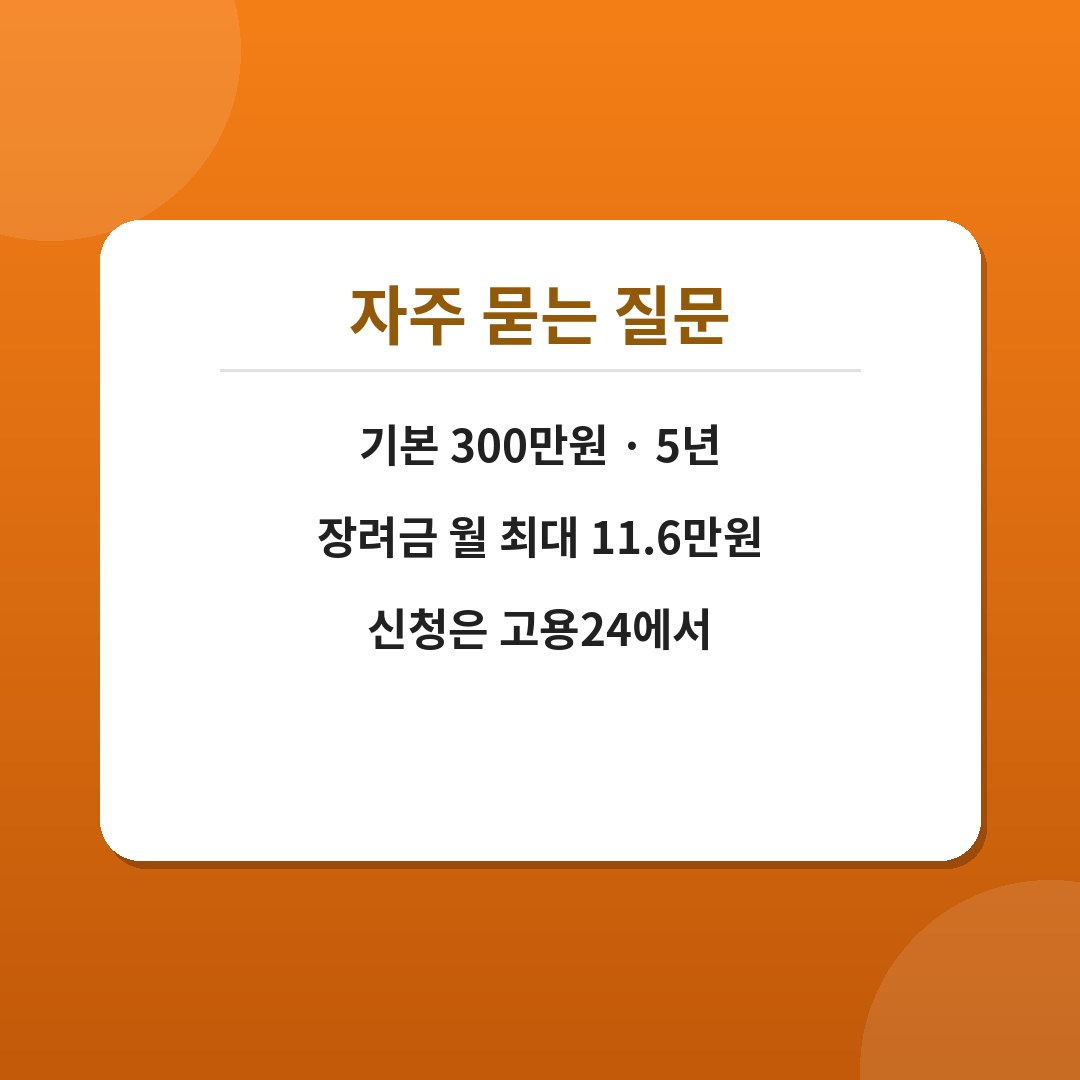 자주 묻는 질문
기본 300만원 · 5년
장려금 월 최대 11.6만원
신청은 고용24에서